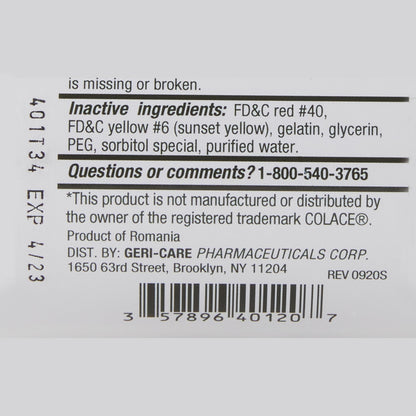 is missing or broken.
Inactive ingredients: FD&C red #40,
FD&C yellow #6 (sunset yellow), gelatin, glycerin,
PEG, sorbitol special, purified water.
Questions or comments? 1-800-540-3765
*This product is not manufactured or distributed by
the owner of the registered trademark COLACE®.
Product of Romania
DIST. BY: GERI-CARE PHARMACEUTICALS CORP.
1650 63rd Street, Brooklyn, NY 11204
REV 0920S
3 57896 40120 7
401T34 EXP 4/23